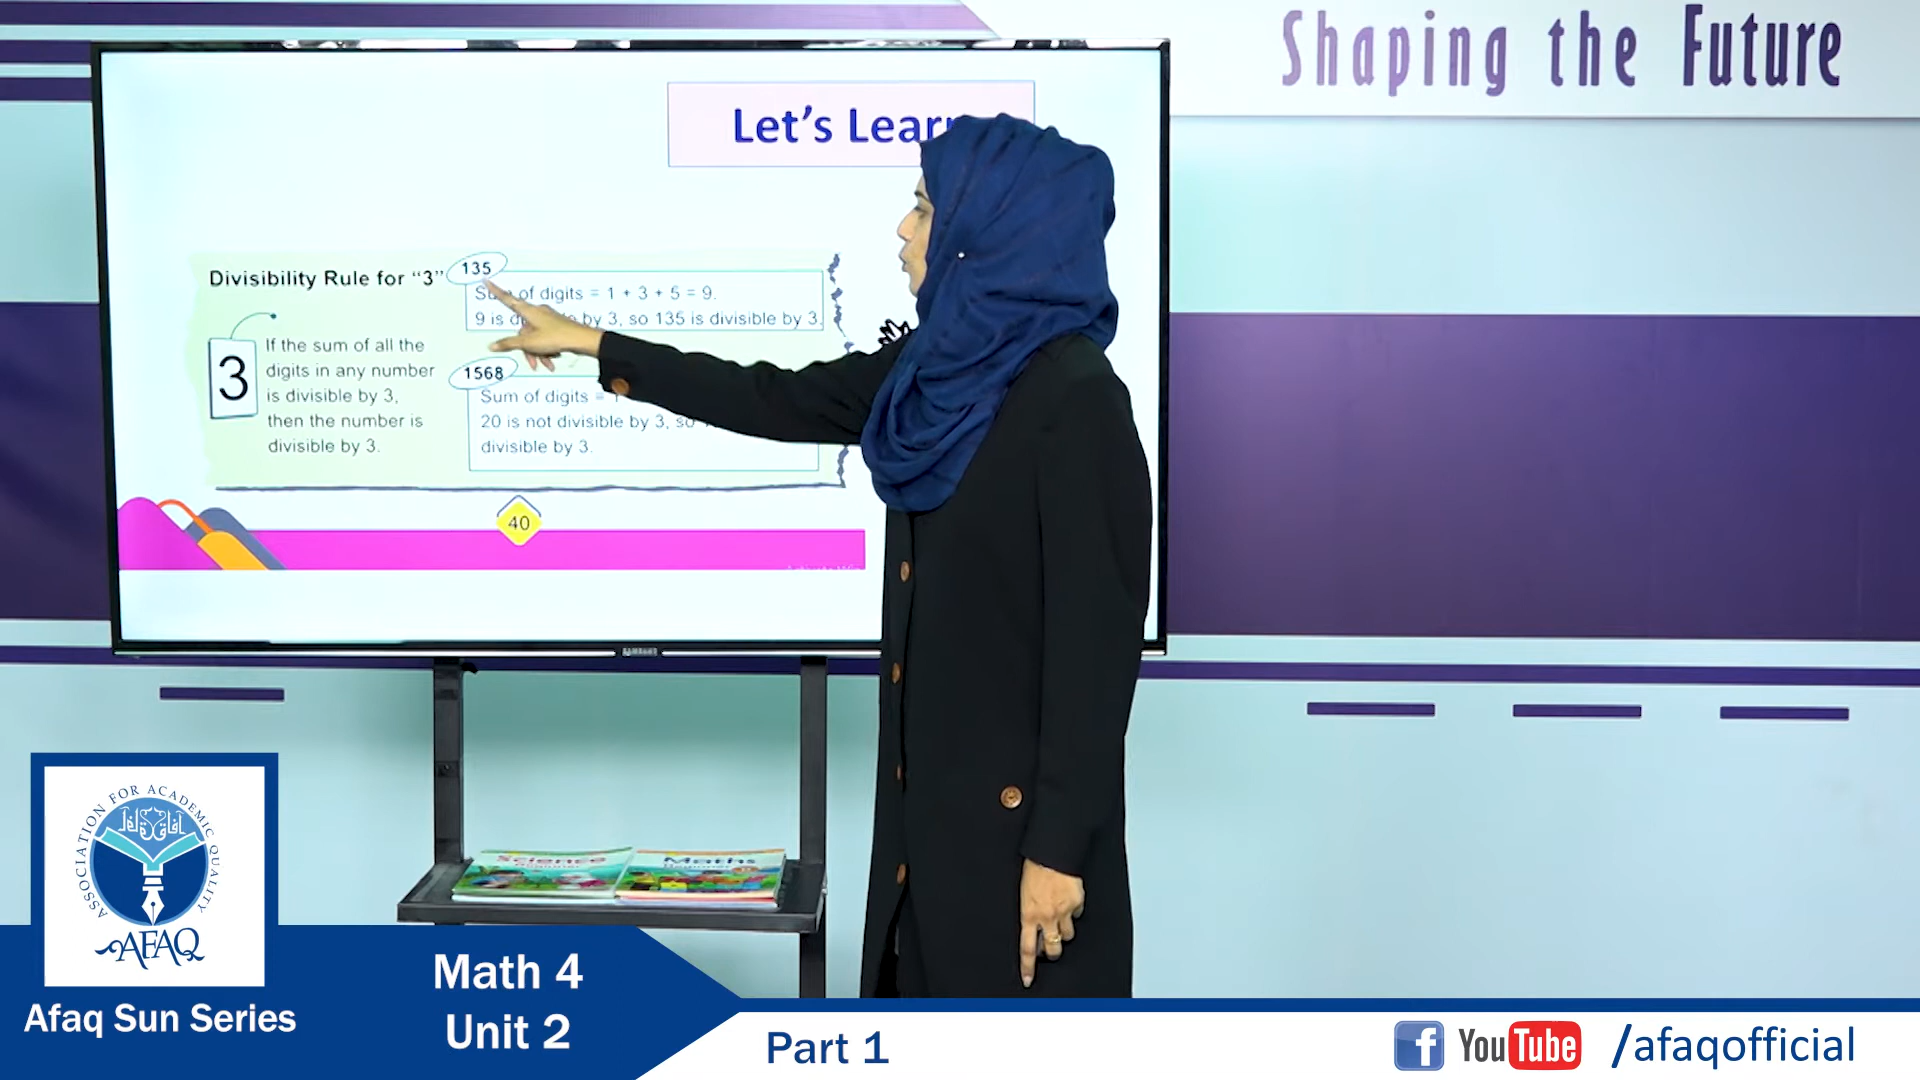 Shaping the Future
Let's Lear
Divisibility Rule for “3”
135
of digits = 1 + 3 + 5 = 9.
9 is by 3, so 135 is divisible by 3.
3
If the sum of all the
digits in any number
is divisible by 3,
then the number is
divisible by 3.
1568
Sum of digits =
20 is not divisible by 3, so
divisible by 3.
40
Science
Maths
ASSOCIATION FOR ACADEMIC QUALITY
AFAQ
Afaq Sun Series
Math 4
Unit 2
Part 1
f YouTube /afaqofficial